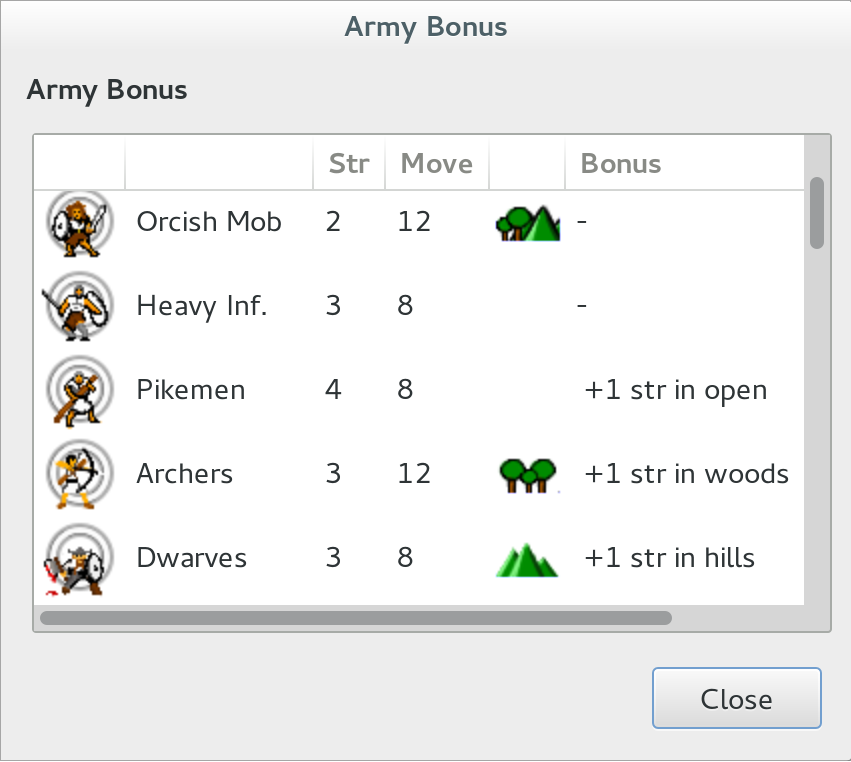 Army Bonus
Army Bonus
Str Move Bonus
Orcish Mob 2 12 -
Heavy Inf. 3 8 -
Pikemen 4 8 +1 str in open
Archers 3 12 +1 str in woods
Dwarves 3 8 +1 str in hills
Close